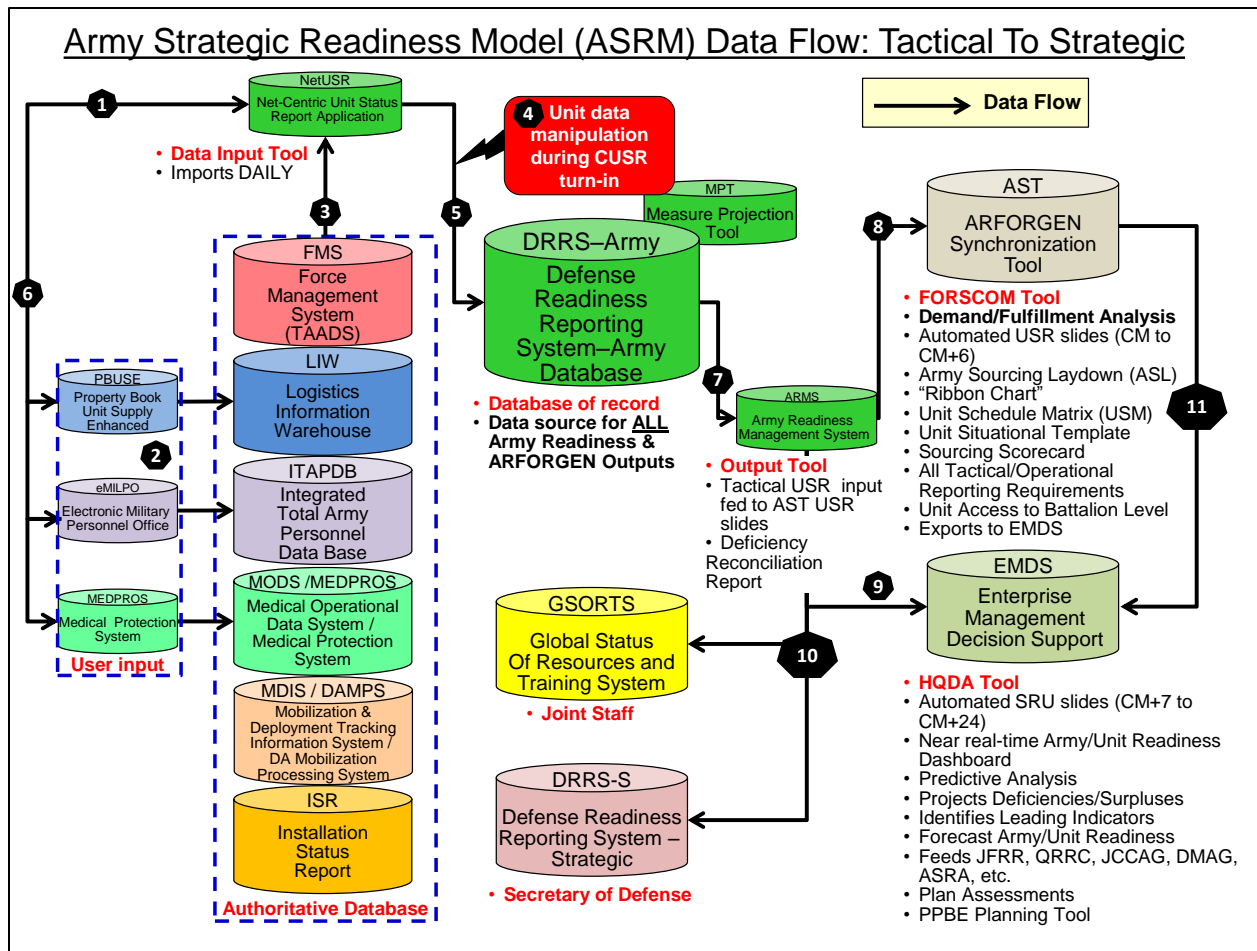 Army Strategic Readiness Model (ASRM) Data Flow: Tactical To Strategic
1
NetUSR
Net-Centric Unit Status
Report Application
• Data Input Tool
• Imports DAILY
3
4
Unit data
manipulation
during CUSR
turn-in
5
Data Flow
6
PBUSE
Property Book
Unit Supply
Enhanced
2
eMILPO
Electronic Military
Personnel Office
MEDPROS
Medical Protection
System
User input
FMS
Force
Management
System
(TAADS)
LIW
Logistics
Information
Warehouse
ITAPDB
Integrated
Total Army
Personnel
Data Base
MODS /MEDPROS
Medical Operational
Data System /
Medical Protection
System
MDIS / DAMPS
Mobilization &
Deployment Tracking
Information System /
DA Mobilization
Processing System
ISR
Installation
Status
Report
Authoritative Database
MPT
Measure Projection
Tool
DRRS–Army
Defense
Readiness
Reporting
System–Army
Database
• Database of record
• Data source for ALL
Army Readiness &
ARFORGEN Outputs
7
ARMS
Army Readiness
Management System
• Output Tool
• Tactical USR input
fed to AST USR
slides
• Deficiency
Reconciliation
Report
8
AST
ARFORGEN
Synchronization
Tool
• FORSCOM Tool
• Demand/Fulfillment Analysis
• Automated USR slides (CM to
CM+6)
• Army Sourcing Laydown (ASL)
• “Ribbon Chart”
• Unit Schedule Matrix (USM)
• Unit Situational Template
• Sourcing Scorecard
• All Tactical/Operational
Reporting Requirements
• Unit Access to Battalion Level
• Exports to EMDS
11
9
EMDS
Enterprise
Management
Decision Support
• HQDA Tool
• Automated SRU slides (CM+7 to
CM+24)
• Near real-time Army/Unit Readiness
Dashboard
• Predictive Analysis
• Projects Deficiencies/Surpluses
• Identifies Leading Indicators
• Forecast Army/Unit Readiness
• Feeds JFRR, QRRC, JCCAG, DMAG,
ASRA, etc.
• Plan Assessments
• PPBE Planning Tool
10
GSORTS
Global Status
Of Resources and
Training System
• Joint Staff
DRRS-S
Defense Readiness
Reporting System –
Strategic
• Secretary of Defense